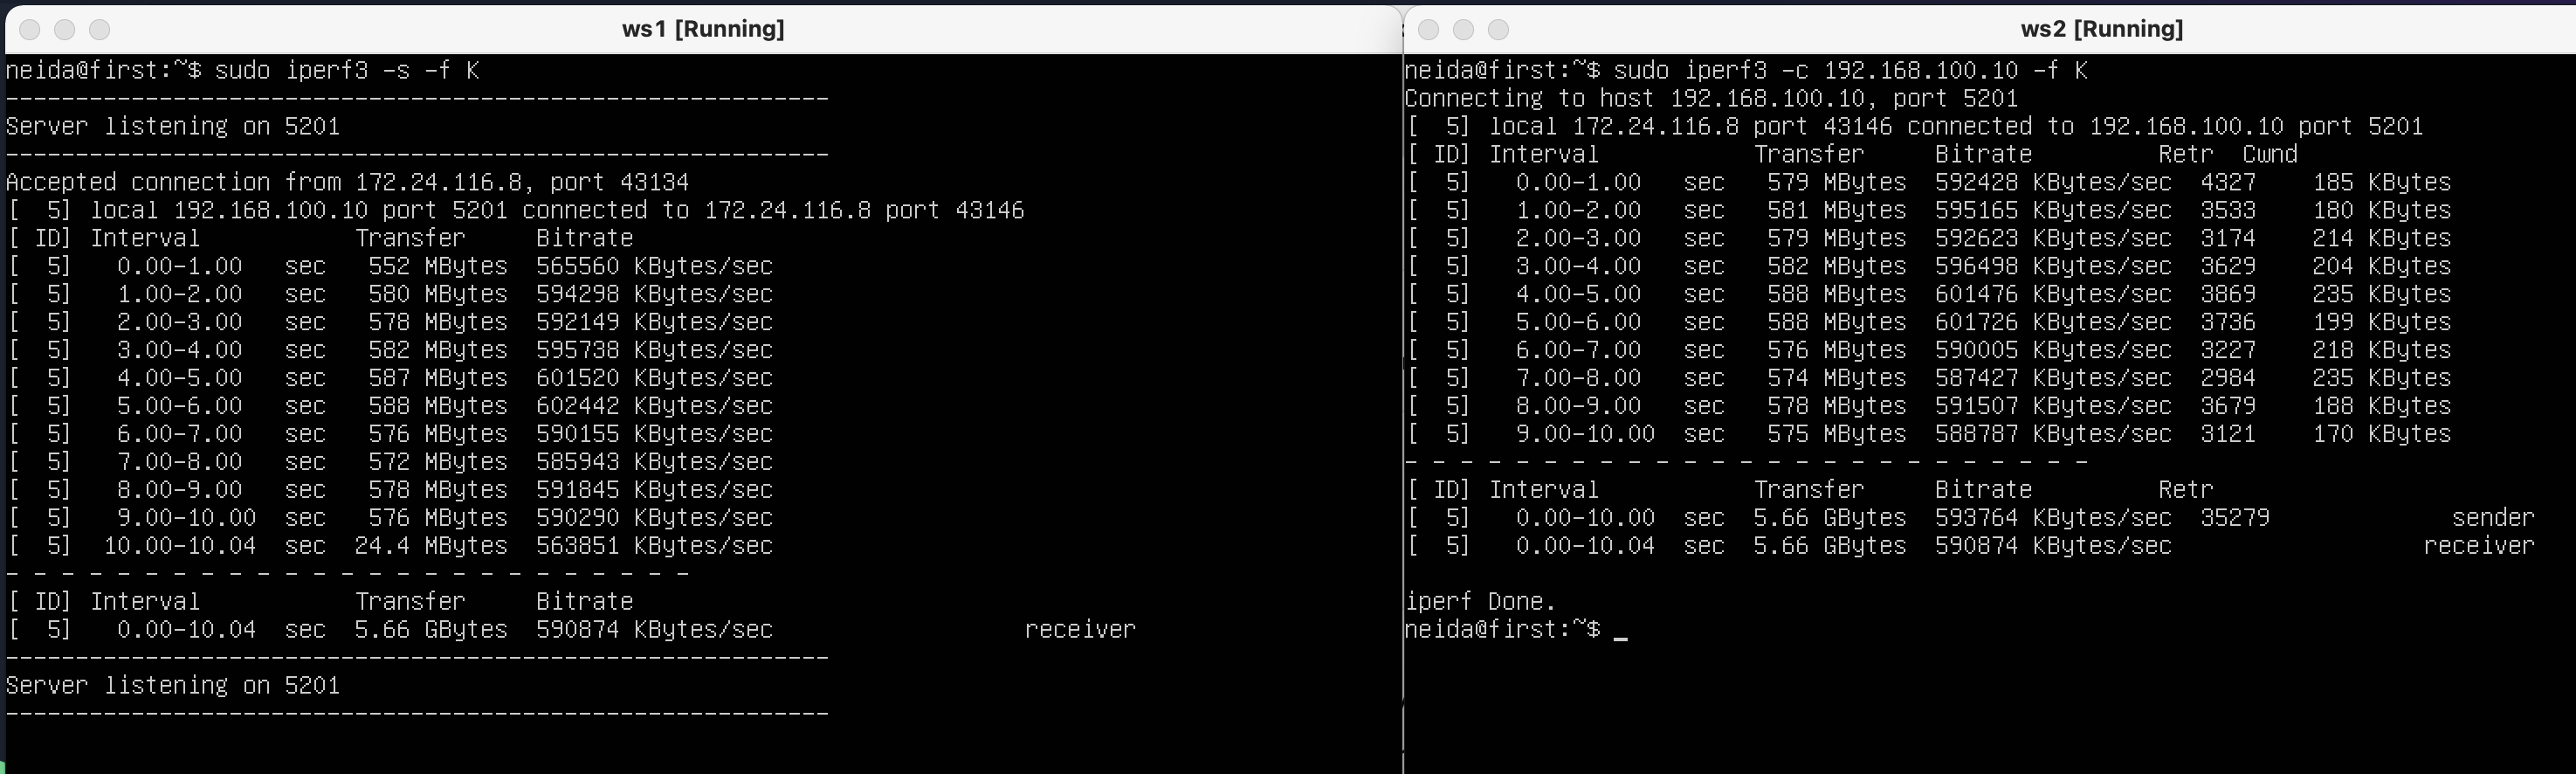 ws1 [Running]
neida@first:~$ sudo iperf3 -s -f K
-----------------------------------------------------------
Server listening on 5201
-----------------------------------------------------------
Accepted connection from 172.24.116.8, port 43134
[  5] local 192.168.100.10 port 5201 connected to 172.24.116.8 port 43146
[ ID] Interval           Transfer     Bitrate
[  5]   0.00-1.00   sec   552 MBytes  565560 KBytes/sec
[  5]   1.00-2.00   sec   580 MBytes  594298 KBytes/sec
[  5]   2.00-3.00   sec   578 MBytes  592149 KBytes/sec
[  5]   3.00-4.00   sec   582 MBytes  595738 KBytes/sec
[  5]   4.00-5.00   sec   587 MBytes  601520 KBytes/sec
[  5]   5.00-6.00   sec   588 MBytes  602442 KBytes/sec
[  5]   6.00-7.00   sec   576 MBytes  590155 KBytes/sec
[  5]   7.00-8.00   sec   572 MBytes  585943 KBytes/sec
[  5]   8.00-9.00   sec   578 MBytes  591845 KBytes/sec
[  5]   9.00-10.00  sec   576 MBytes  590290 KBytes/sec
[  5]  10.00-10.04  sec  24.4 MBytes  563851 KBytes/sec
- - - - - - - - - - - - - - - - - - - - - - - - -
[ ID] Interval           Transfer     Bitrate
[  5]   0.00-10.04  sec  5.66 GBytes  590874 KBytes/sec                  receiver
-----------------------------------------------------------
Server listening on 5201
-----------------------------------------------------------
ws2 [Running]
neida@first:~$ sudo iperf3 -c 192.168.100.10 -f K
Connecting to host 192.168.100.10, port 5201
[  5] local 172.24.116.8 port 43146 connected to 192.168.100.10 port 5201
[ ID] Interval           Transfer     Bitrate         Retr  Cwnd
[  5]   0.00-1.00   sec   579 MBytes  592428 KBytes/sec  4327    185 KBytes
[  5]   1.00-2.00   sec   581 MBytes  595165 KBytes/sec  3533    180 KBytes
[  5]   2.00-3.00   sec   579 MBytes  592623 KBytes/sec  3174    214 KBytes
[  5]   3.00-4.00   sec   582 MBytes  596498 KBytes/sec  3629    204 KBytes
[  5]   4.00-5.00   sec   588 MBytes  601476 KBytes/sec  3869    235 KBytes
[  5]   5.00-6.00   sec   588 MBytes  601726 KBytes/sec  3736    199 KBytes
[  5]   6.00-7.00   sec   576 MBytes  590005 KBytes/sec  3227    218 KBytes
[  5]   7.00-8.00   sec   574 MBytes  587427 KBytes/sec  2984    235 KBytes
[  5]   8.00-9.00   sec   578 MBytes  591507 KBytes/sec  3679    188 KBytes
[  5]   9.00-10.00  sec   575 MBytes  588787 KBytes/sec  3121    170 KBytes
- - - - - - - - - - - - - - - - - - - - - - - - -
[ ID] Interval           Transfer     Bitrate         Retr
[  5]   0.00-10.00  sec  5.66 GBytes  593764 KBytes/sec  35279             sender
[  5]   0.00-10.04  sec  5.66 GBytes  590874 KBytes/sec                  receiver
iperf Done.
neida@first:~$ _